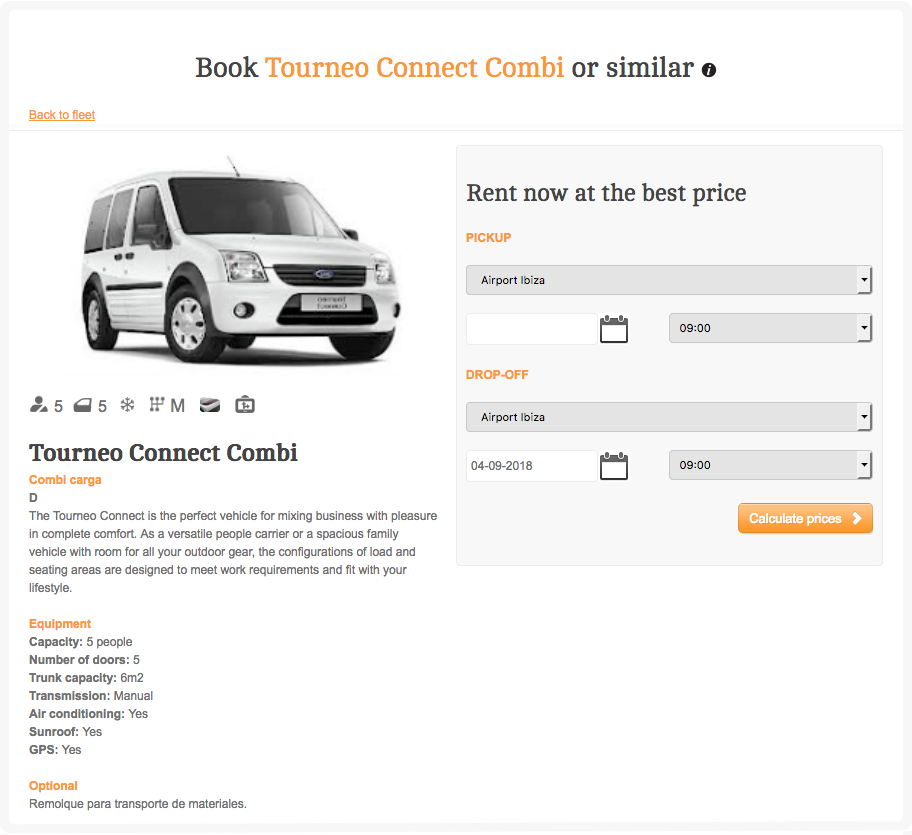 Book Tourneo Connect Combi or similar
Back to fleet
Ford
Rent now at the best price
PICKUP
Airport Ibiza
09:00
DROP-OFF
Airport Ibiza
04-09-2018 09:00
Calculate prices
5 5 M 1+
Tourneo Connect Combi
Combi carga
D
The Tourneo Connect is the perfect vehicle for mixing business with pleasure
in complete comfort. As a versatile people carrier or a spacious family
vehicle with room for all your outdoor gear, the configurations of load and
seating areas are designed to meet work requirements and fit with your
lifestyle.
Equipment
Capacity: 5 people
Number of doors: 5
Trunk capacity: 6m2
Transmission: Manual
Air conditioning: Yes
Sunroof: Yes
GPS: Yes
Optional
Remolque para transporte de materiales.